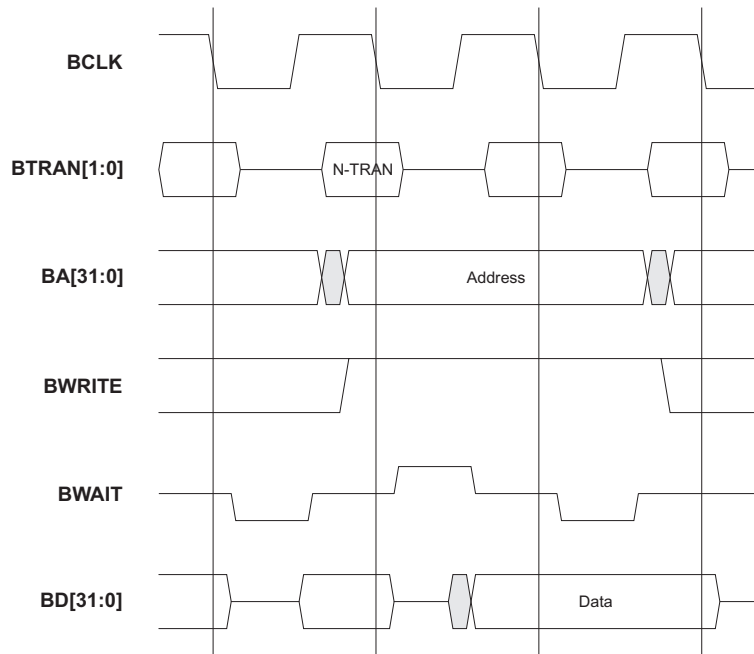 BCLK
BTRAN[1:0]
N-TRAN
BA[31:0]
Address
BWRITE
BWAIT
BD[31:0]
Data